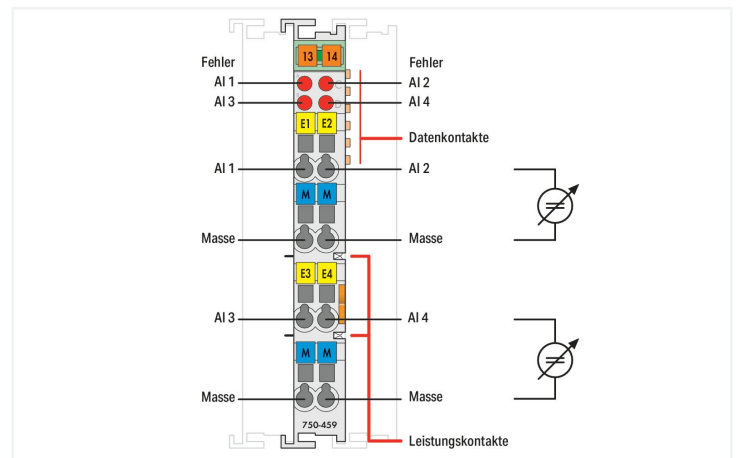 13 14
Fehler Fehler
AI 1 AI 2
AI 3 AI 4
E1 E2
Datenkontakte
AI 1 AI 2
M M
Masse Masse
E3 E4
AI 3 AI 4
M M
Masse Masse
750-459
Leistungskontakte